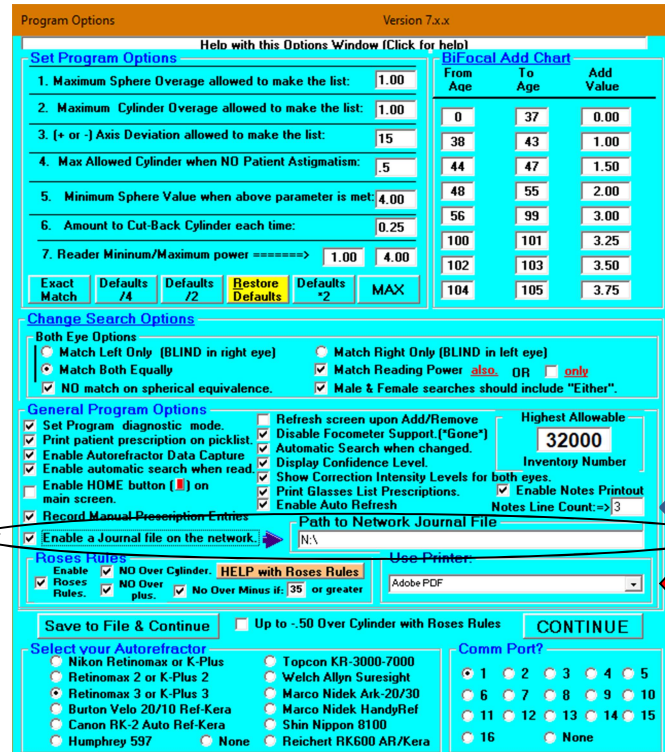 Program Options Version 7.x.x
Help with this Options Window (Click for help)
Set Program Options
1. Maximum Sphere Overage allowed to make the list: 1.00
2. Maximum Cylinder Overage allowed to make the list: 1.00
3. (+ or -) Axis Deviation allowed to make the list: 15
4. Max Allowed Cylinder when NO Patient Astigmatism: .5
5. Minimum Sphere Value when above parameter is met: 4.00
6. Amount to Cut-Back Cylinder each time: 0.25
7. Reader Mininum/Maximum power =======> 1.00 4.00
Exact Match Defaults /4 Defaults /2 Restore Defaults Defaults *2 MAX
BiFocal Add Chart
From Age To Age Add Value
0 37 0.00
38 43 1.00
44 47 1.50
48 55 2.00
56 99 3.00
100 101 3.25
102 103 3.50
104 105 3.75
Change Search Options
Both Eye Options
Match Left Only (BLIND in right eye) Match Right Only (BLIND in left eye)
Match Both Equally Match Reading Power also. OR only
NO match on spherical equivalence. Male & Female searches should include "Either".
General Program Options
Set Program diagnostic mode.
Print patient prescription on picklist.
Enable Autorefractor Data Capture
Enable automatic search when read.
Enable HOME button ( ) on
main screen.
Record Manual Prescription Entries
Enable a Journal file on the network.
Refresh screen upon Add/Remove
Disable Focometer Support.(*Gone*)
Automatic Search when changed.
Display Confidence Level.
Show Correction Intensity Levels for both eyes.
Print Glasses List Prescriptions.
Enable Auto Refresh
Highest Allowable
32000
Inventory Number
Enable Notes Printout
Notes Line Count:=> 3
Path to Network Journal File
N:\
Roses Rules
Enable Roses Rules. NO Over Cylinder. HELP with Roses Rules
NO Over plus. No Over Minus if: 35 or greater
Use Printer:
Adobe PDF
Save to File & Continue Up to -.50 Over Cylinder with Roses Rules CONTINUE
Select your Autorefractor
Nikon Retinomax or K-Plus Topcon KR-3000-7000
Retinomax 2 or K-Plus 2 Welch Allyn Suresight
Retinomax 3 or K-Plus 3 Marco Nidek Ark-20/30
Burton Velo 20/10 Ref-Kera Marco Nidek HandyRef
Canon RK-2 Auto Ref-Kera Shin Nippon 8100
Humphrey 597 None Reichert RK600 AR/Kera
Comm Port?
1 2 3 4 5
6 7 8 9 10
11 12 13 14 15
16 None